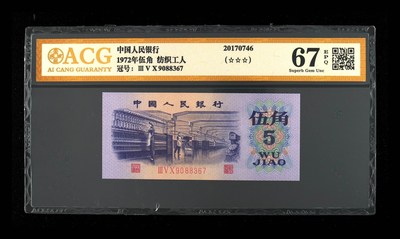 ACG
AI CANG GUARANTY
中国人民银行
1972年伍角 纺织工人
冠号：Ⅲ V X 9088367
20170746
(☆☆☆)
67
EPQ
Superb Gem Unc
中國人民銀行
伍角
5
WU
JIAO
ⅢⅤⅩ9088367